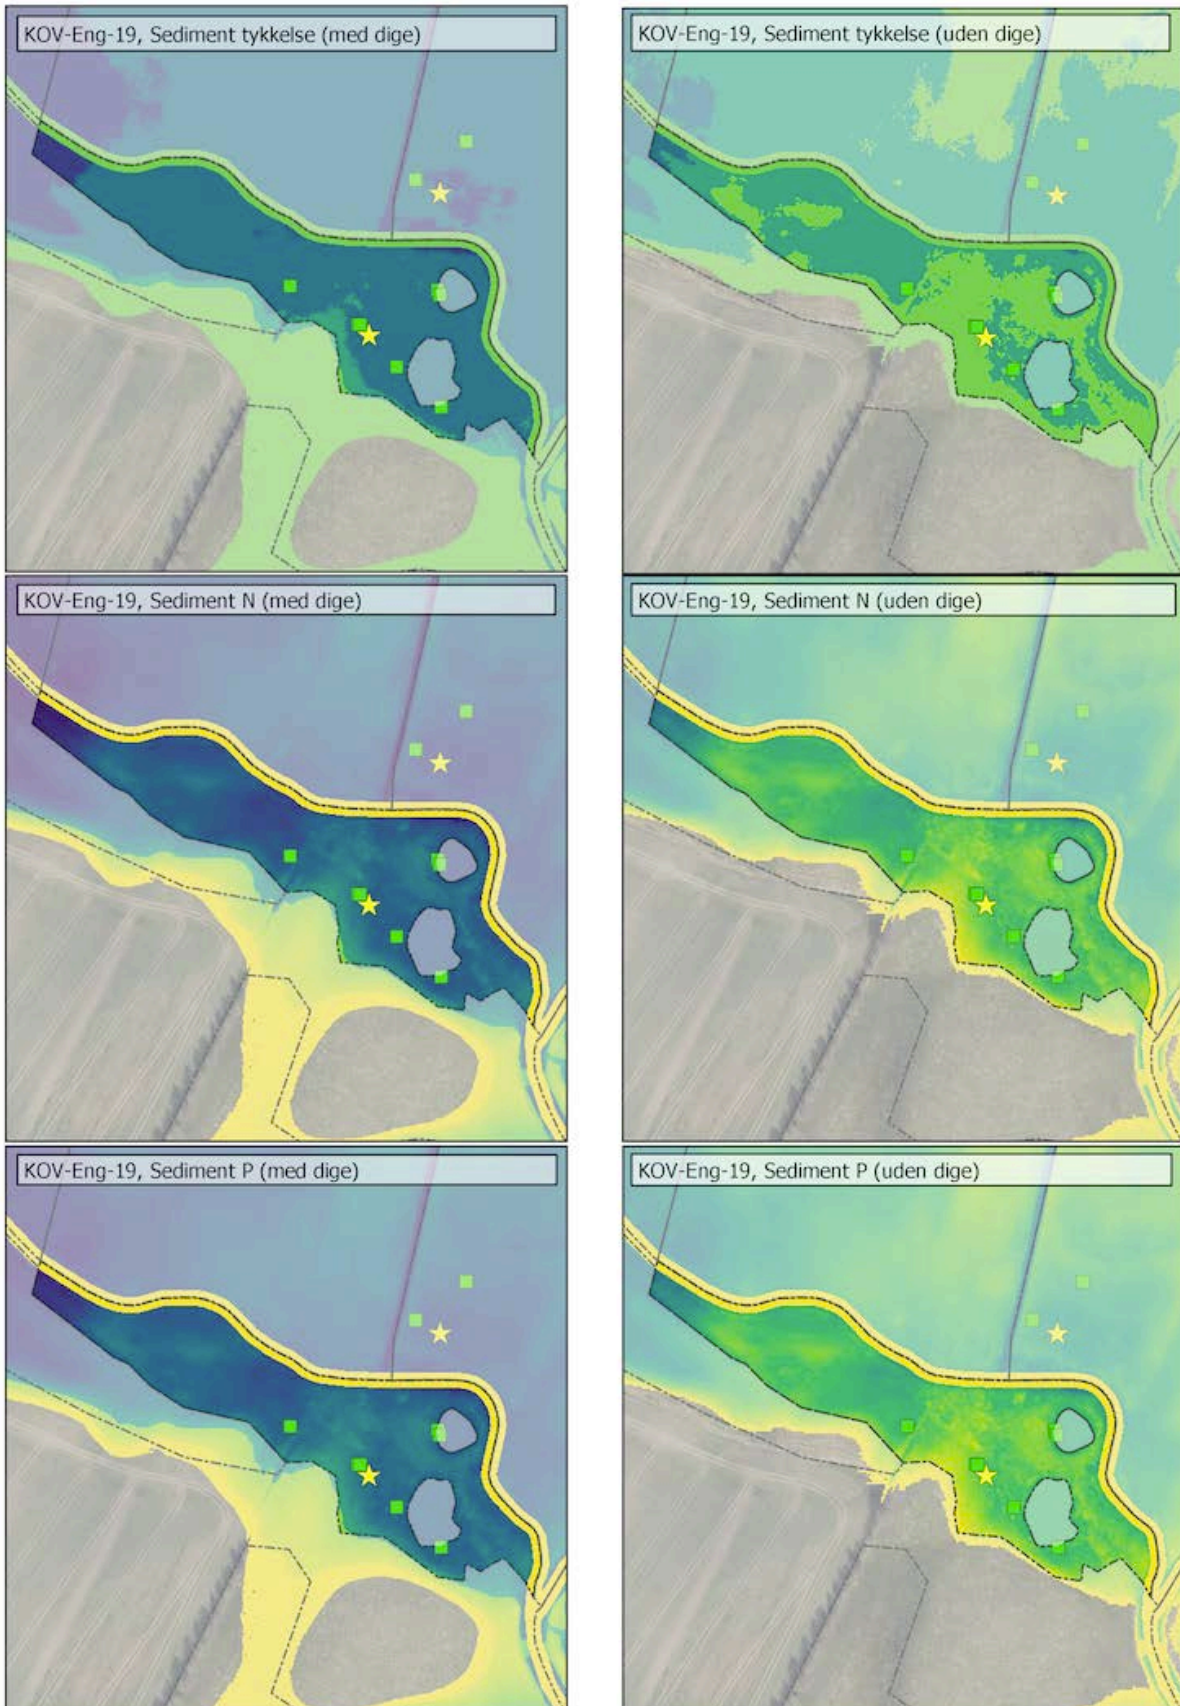 KOV-Eng-19, Sediment tykkelse (med dige)
KOV-Eng-19, Sediment tykkelse (uden dige)
KOV-Eng-19, Sediment N (med dige)
KOV-Eng-19, Sediment N (uden dige)
KOV-Eng-19, Sediment P (med dige)
KOV-Eng-19, Sediment P (uden dige)